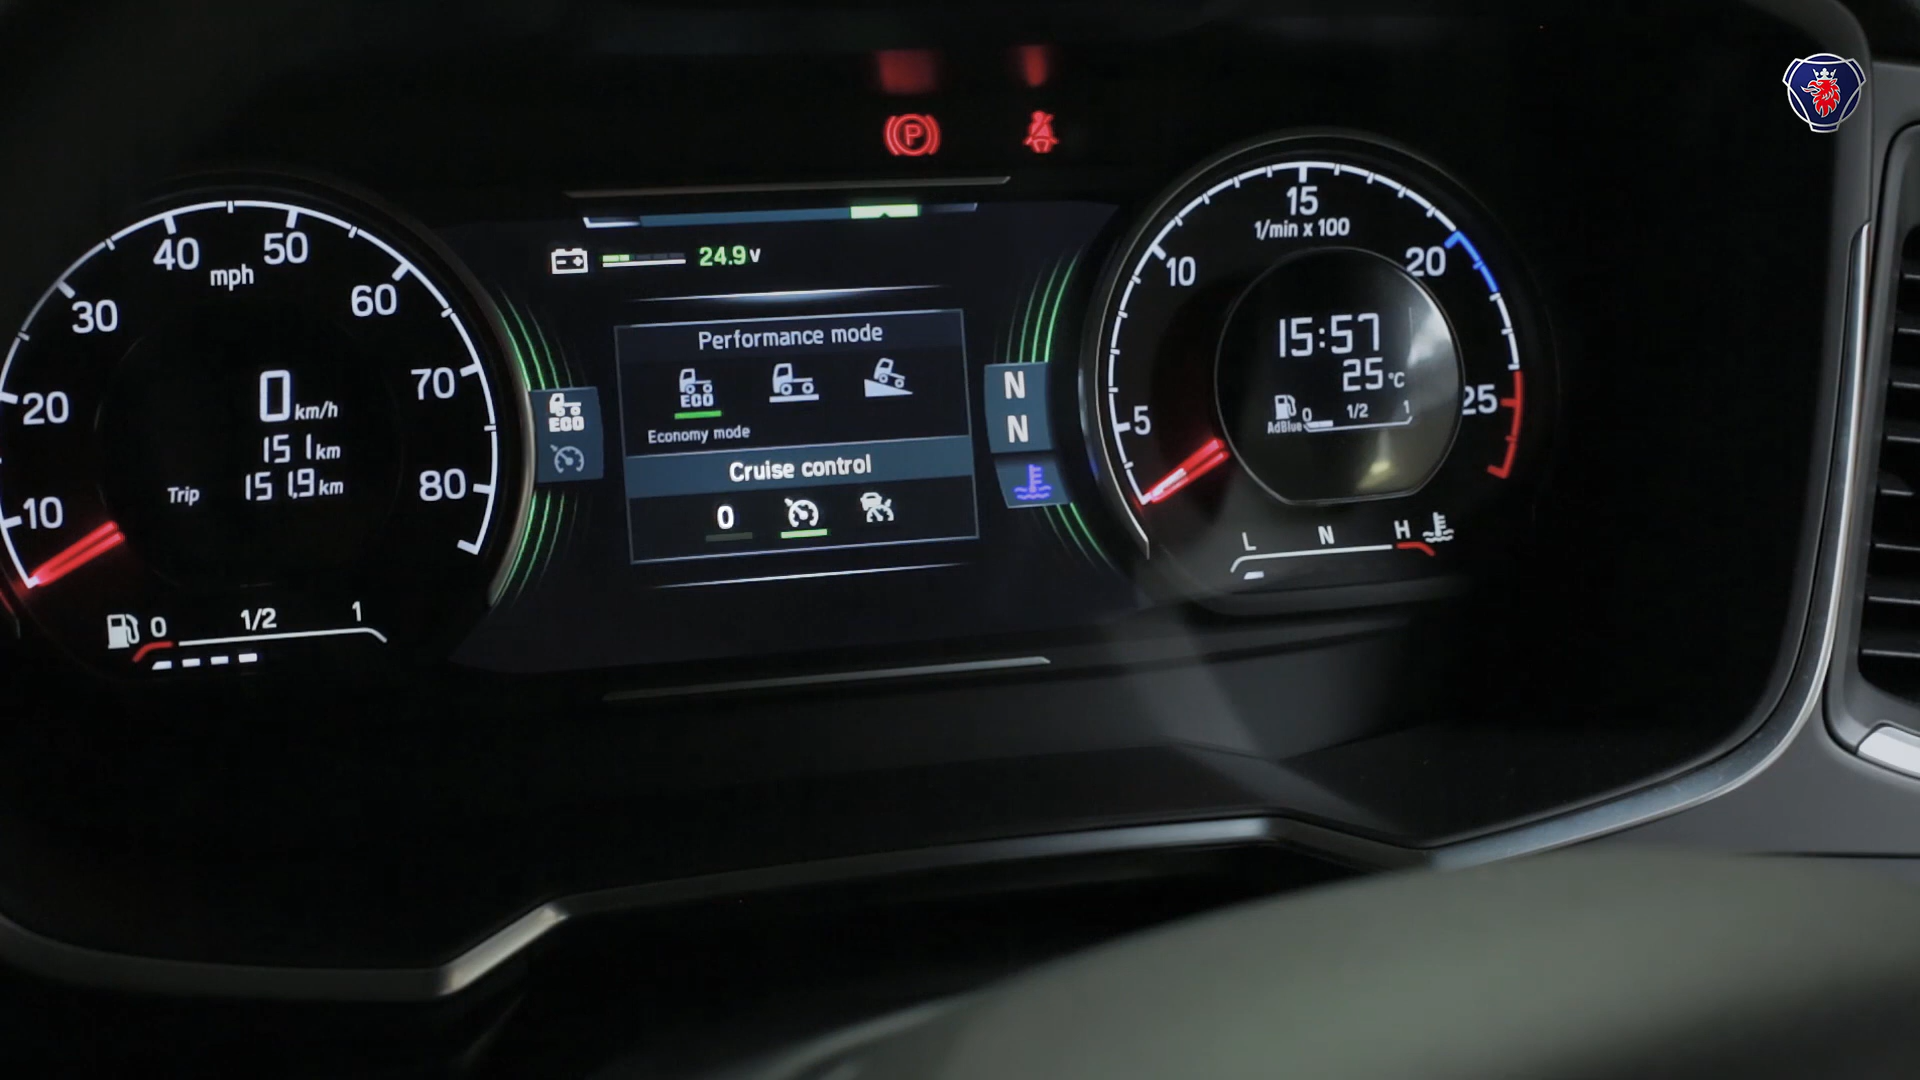 P
40
50
mph
30
60
20
70
10
80
0 km/h
151 km
Trip 151,9 km
0 1/2 1
24.9 V
Performance mode
ECO
Economy mode
Cruise control
0
ECO
N
N
15
1/min x 100
10
20
5
25
15:57
25 °C
AdBlue 0 1/2 1
L N H